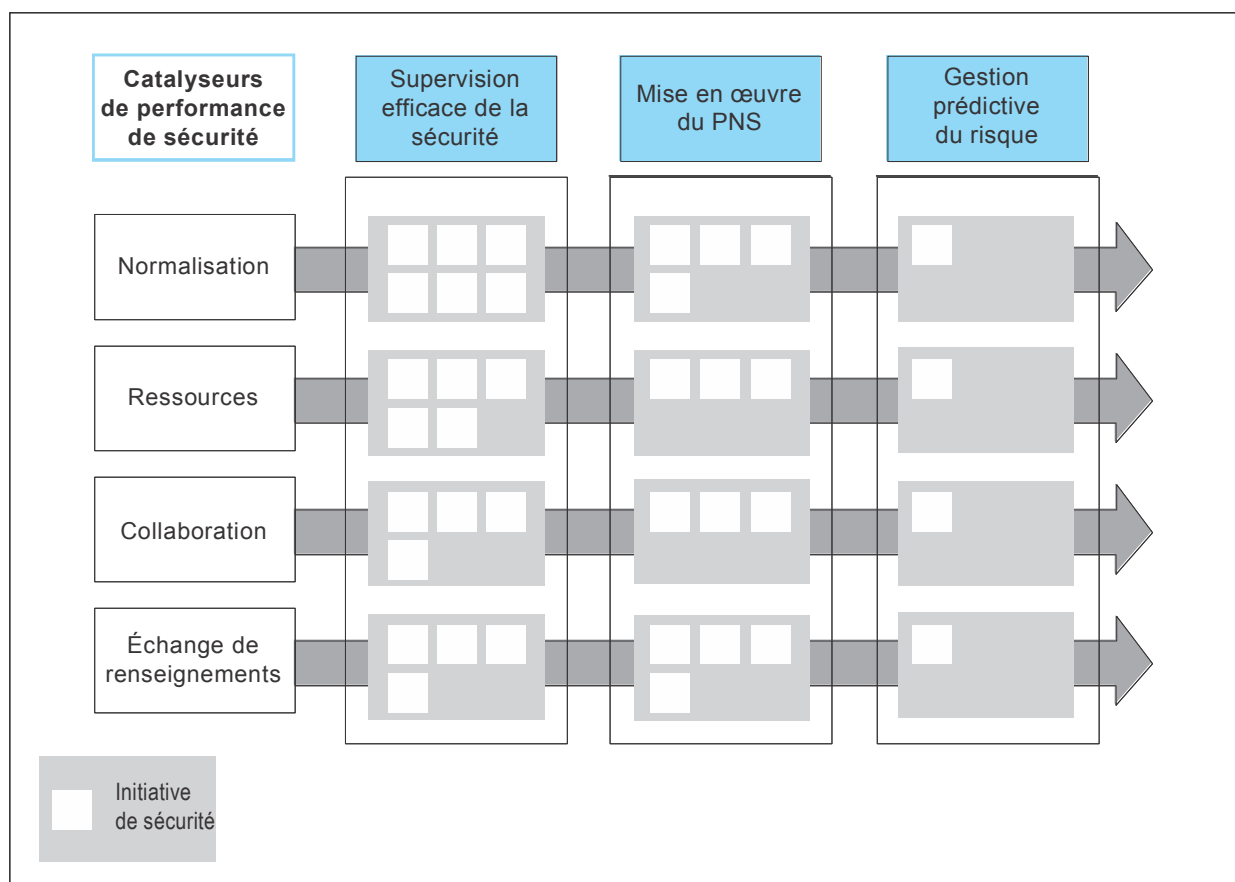 Catalyseurs
de performance
de sécurité
Supervision
efficace de la
sécurité
Mise en œuvre
du PNS
Gestion
prédictive
du risque
Normalisation
Ressources
Collaboration
Échange de
renseignements
Initiative
de sécurité